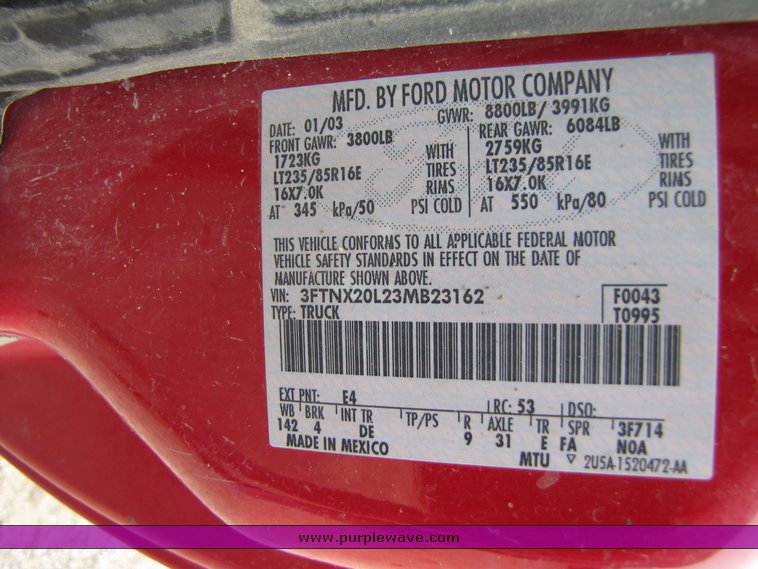 MFD. BY FORD MOTOR COMPANY
DATE: 01/03 GVWR: 8800LB/ 3991KG
FRONT GAWR: 3800LB REAR GAWR: 6084LB
1723KG WITH 2759KG WITH
LT235/85R16E TIRES LT235/85R16E TIRES
16X7.0K RIMS 16X7.0K RIMS
AT 345 kPa/50 PSI COLD AT 550 kPa/80 PSI COLD
THIS VEHICLE CONFORMS TO ALL APPLICABLE FEDERAL MOTOR
VEHICLE SAFETY STANDARDS IN EFFECT ON THE DATE OF
MANUFACTURE SHOWN ABOVE.
VIN: 3FTNX20L23MB23162 F0043
TYPE: TRUCK T0995
EXT PNT: E4 RC: 53 DSO:
WB BRK INT TR TP/PS R AXLE TR SPR 3F714
142 4 DE 9 31 E FA NOA
MADE IN MEXICO MTU 2U5A-1520472-AA
www.purplewave.com